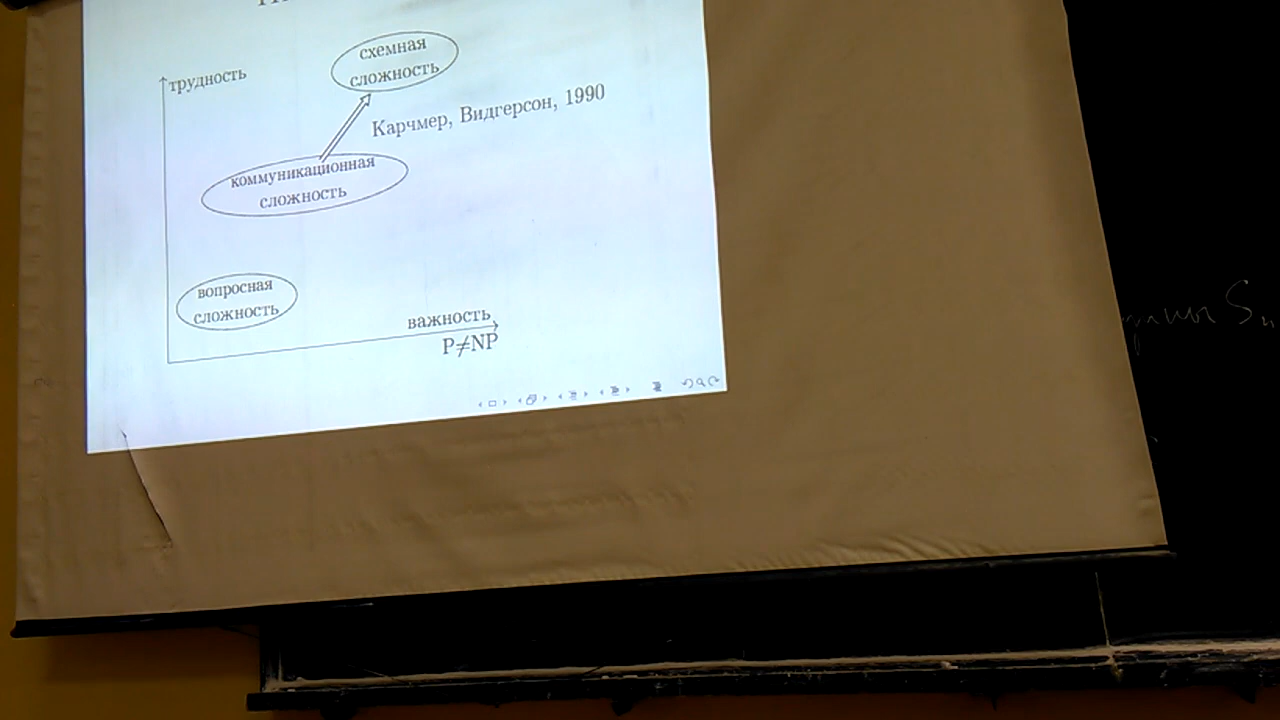 трудность
схемная
сложность
Карчмер, Видгерсон, 1990
коммуникационная
сложность
вопросная
сложность
важность
P≠NP